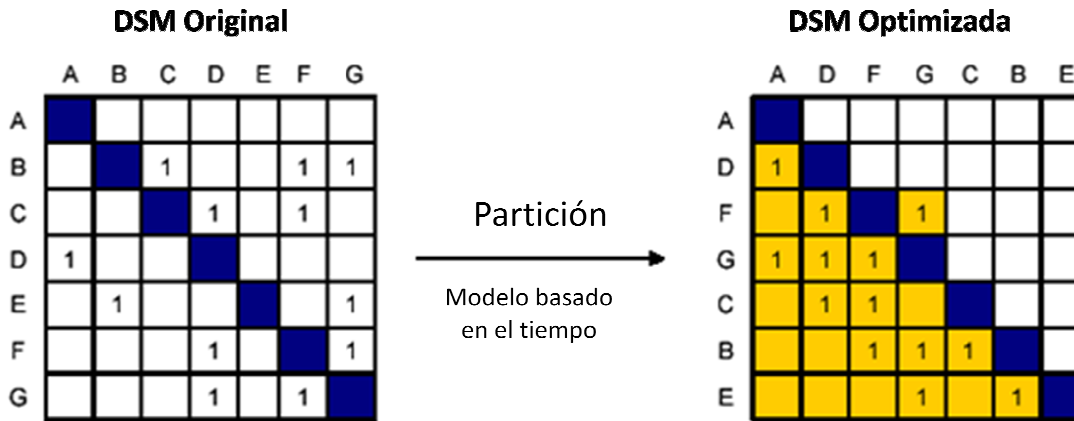 DSM Original
DSM Optimizada
A B C D E F G
A
B 1 1 1
C 1 1
D 1
E 1 1
F 1 1
G 1 1
Partición
Modelo basado
en el tiempo
A D F G C B E
A
D 1
F 1 1
G 1 1 1
C 1 1
B 1 1 1
E 1 1